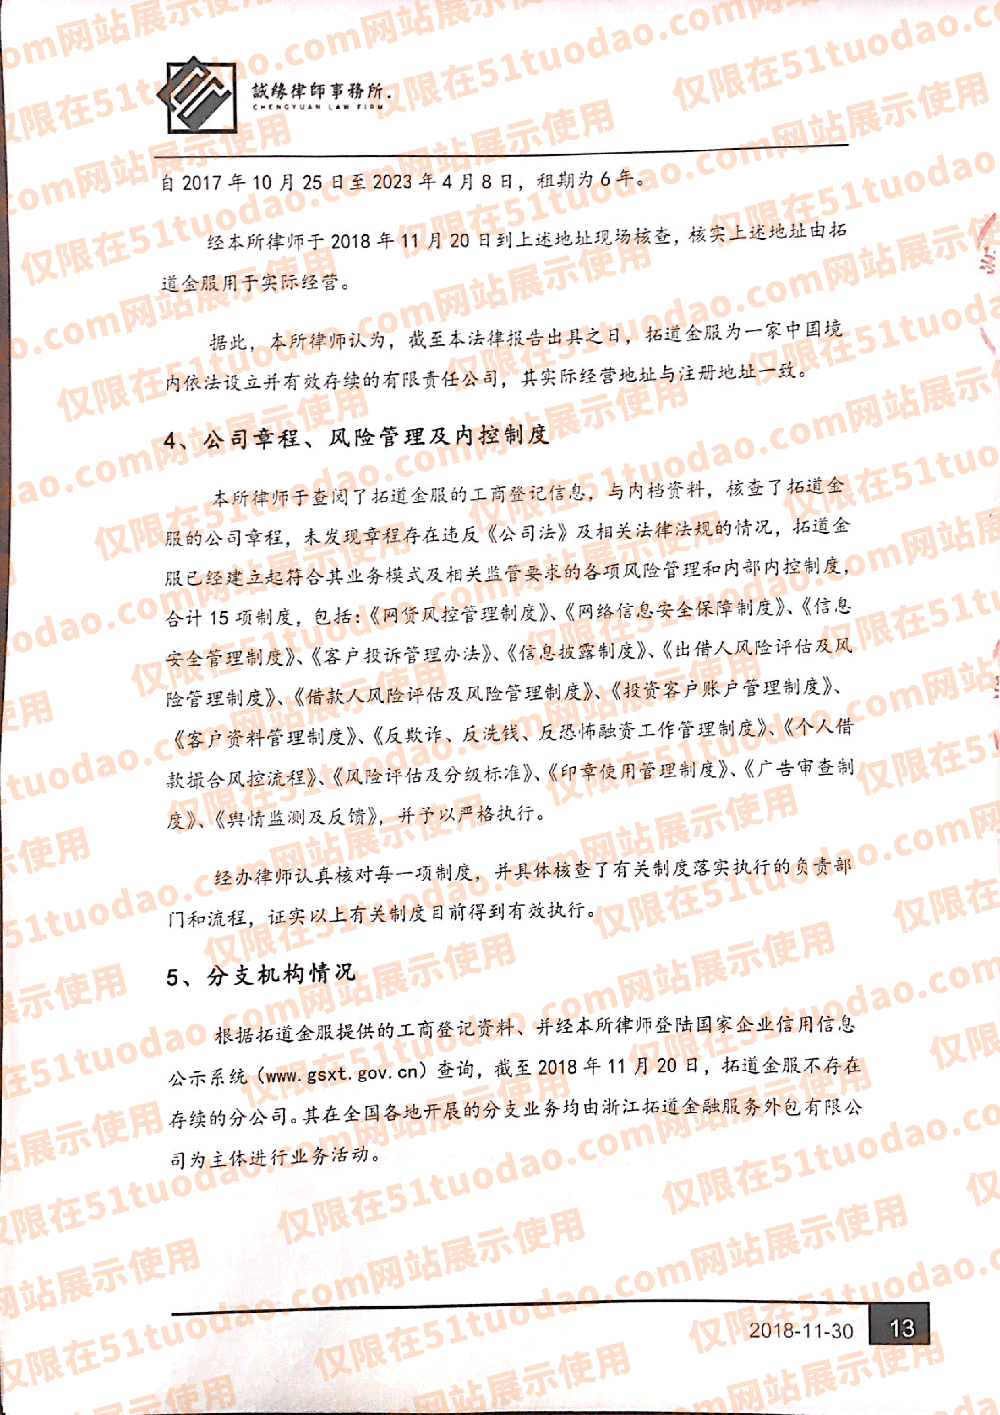 誠缘律师事務所.
CHENGYUAN LAW FIRM
自 2017 年 10 月 25 日至 2023 年 4 月 8 日，租期为 6 年。
经本所律师于 2018 年 11 月 20 日到上述地址现场核查，核实上述地址由拓
道金服用于实际经营。
据此，本所律师认为，截至本法律报告出具之日，拓道金服为一家中国境
内依法设立并有效存续的有限责任公司，其实际经营地址与注册地址一致。
4、公司章程、风险管理及内控制度
本所律师于查阅了拓道金服的工商登记信息，与内档资料，核查了拓道金
服的公司章程，未发现章程存在违反《公司法》及相关法律法规的情况，拓道金
服已经建立起符合其业务模式及相关监管要求的各项风险管理和内部内控制度，
合计 15 项制度，包括：《网贷风控管理制度》、《网络信息安全保障制度》、《信息
安全管理制度》、《客户投诉管理办法》、《信息披露制度》、《出借人风险评估及风
险管理制度》、《借款人风险评估及风险管理制度》、《投资客户账户管理制度》、
《客户资料管理制度》、《反欺诈、反洗钱、反恐怖融资工作管理制度》、《个人借
款撮合风控流程》、《风险评估及分级标准》、《印章使用管理制度》、《广告审查制
度》、《舆情监测及反馈》，并予以严格执行。
经办律师认真核对每一项制度，并具体核查了有关制度落实执行的负责部
门和流程，证实以上有关制度目前得到有效执行。
5、分支机构情况
根据拓道金服提供的工商登记资料、并经本所律师登陆国家企业信用信息
公示系统（www.gsxt.gov.cn）查询，截至 2018 年 11 月 20 日，拓道金服不存在
存续的分公司。其在全国各地开展的分支业务均由浙江拓道金融服务外包有限公
司为主体进行业务活动。
2018-11-30 13
仅限在51tuodao.com网站展示使用